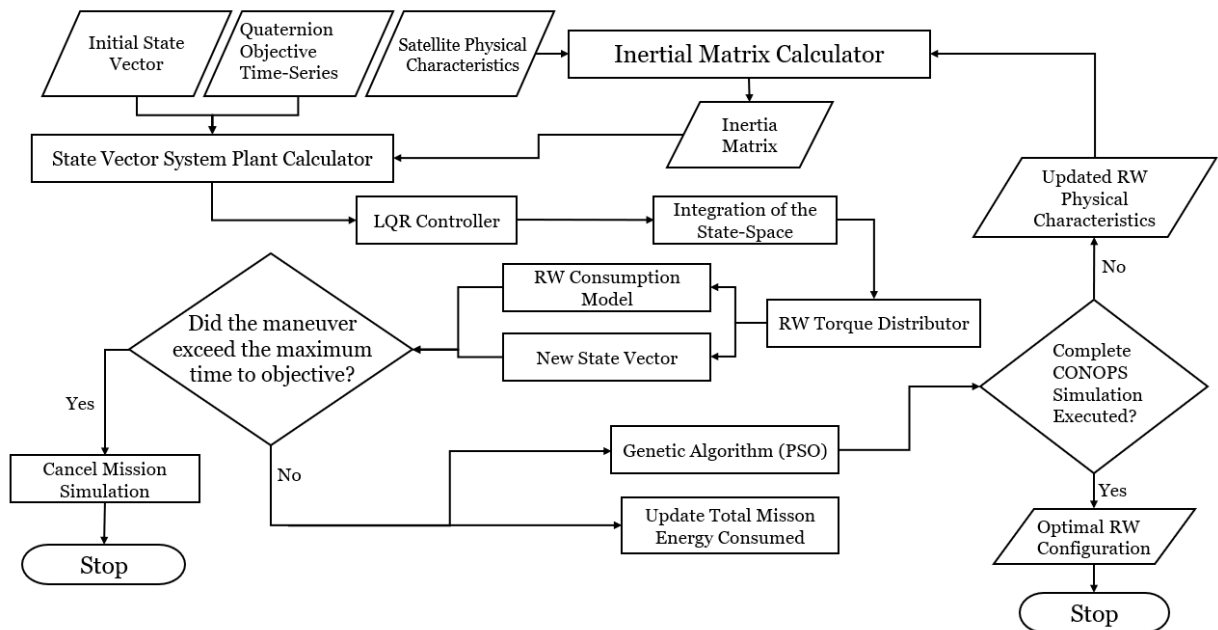 Initial State
Vector
Quaternion
Objective
Time-Series
Satellite Physical
Characteristics
Inertial Matrix Calculator
Inertia
Matrix
State Vector System Plant Calculator
Updated RW
Physical
Characteristics
LQR Controller
Integration of the
State-Space
No
RW Consumption
Model
RW Torque Distributor
New State Vector
Did the maneuver
exceed the maximum
time to objective?
Complete
CONOPS
Simulation
Executed?
Yes
Genetic Algorithm (PSO)
No
Cancel Mission
Simulation
Yes
Update Total Misson
Energy Consumed
Optimal RW
Configuration
Stop
Stop